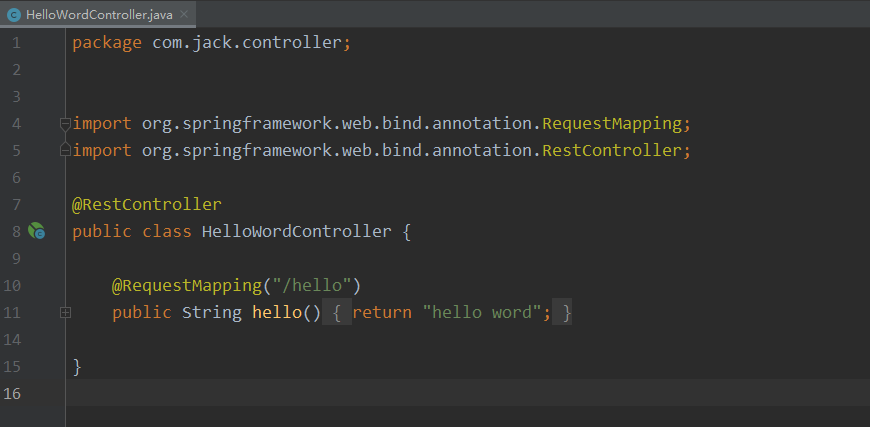 HelloWordController.java
1 package com.jack.controller;
2
3
4 import org.springframework.web.bind.annotation.RequestMapping;
5 import org.springframework.web.bind.annotation.RestController;
6
7 @RestController
8 public class HelloWordController {
9
10 @RequestMapping("/hello")
11 public String hello() { return "hello word"; }
14
15 }
16